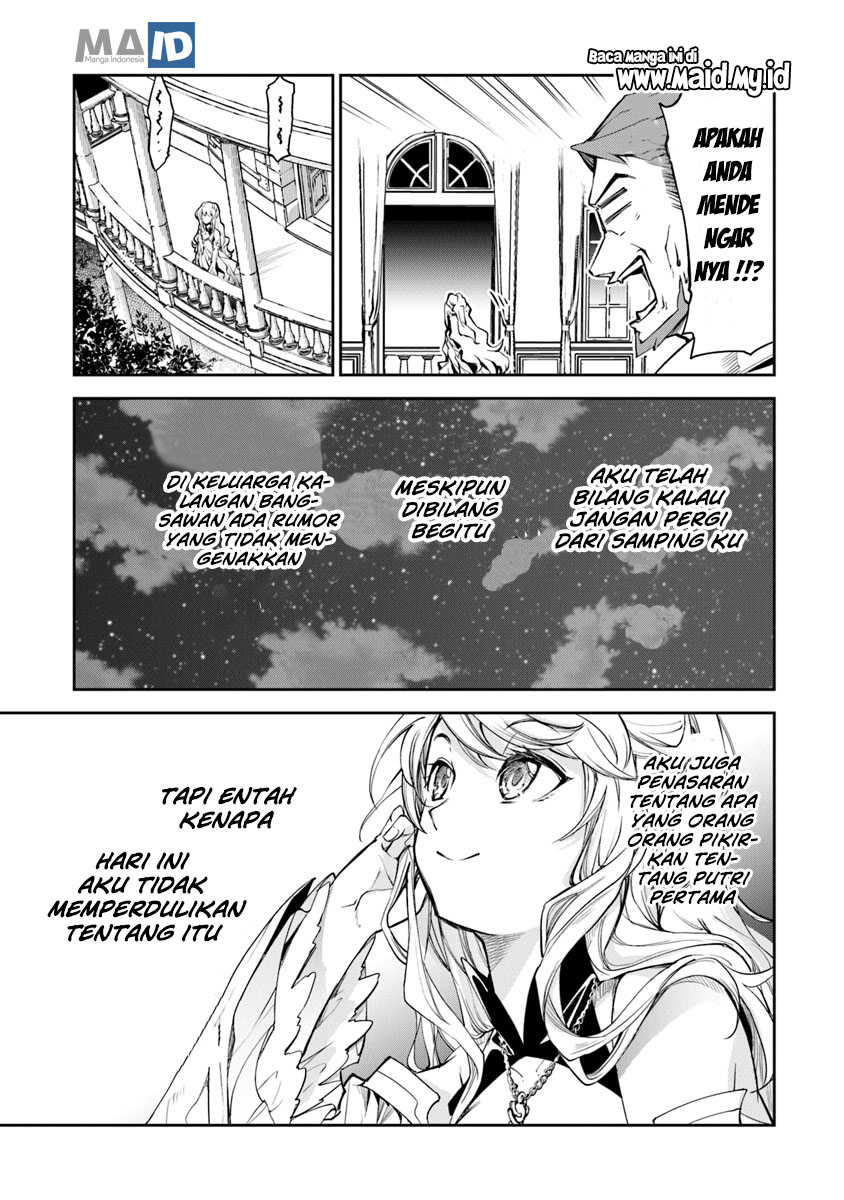 MAID
Manga Indonesia
Baca Manga ini di
www.Maid.My.id
APAKAH
ANDA
MENDE
NGAR
NYA !!?
AKU TELAH
BILANG KALAU
JANGAN PERGI
DARI SAMPING KU
MESKIPUN
DIBILANG
BEGITU
DI KELUARGA KA-
LANGAN BANG-
SAWAN ADA RUMOR
YANG TIDAK MEN-
GENAKKAN
AKU JUGA
PENASARAN
TENTANG APA
YANG ORANG
ORANG PIKIR-
KAN TEN-
TANG PUTRI
PERTAMA
TAPI ENTAH
KENAPA
HARI INI
AKU TIDAK
MEMPERDULIKAN
TENTANG ITU